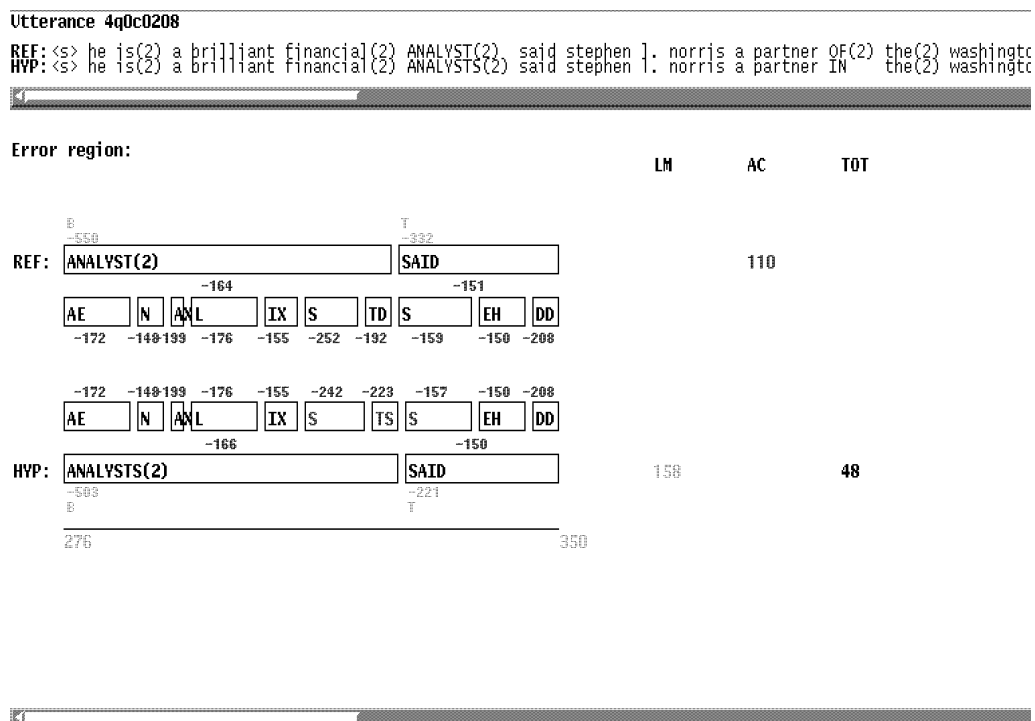 Utterance 4q0c0208
REF: <s> he is(2) a brilliant financial(2) ANALYST(2) said stephen l. norris a partner OF(2) the(2) washingto
HYP: <s> he is(2) a brilliant financial(2) ANALYSTS(2) said stephen l. norris a partner IN the(2) washingto
Error region:
LM AC TOT
B T
-550 -332
REF: ANALYST(2) SAID 110
-164 -151
AE N AX L IX S TD S EH DD
-172 -148 -199 -176 -155 -252 -192 -159 -150 -208
-172 -148 -199 -176 -155 -242 -223 -157 -150 -208
AE N AX L IX S TS S EH DD
-166 -150
HYP: ANALYSTS(2) SAID 158 48
-503 -221
B T
276 350